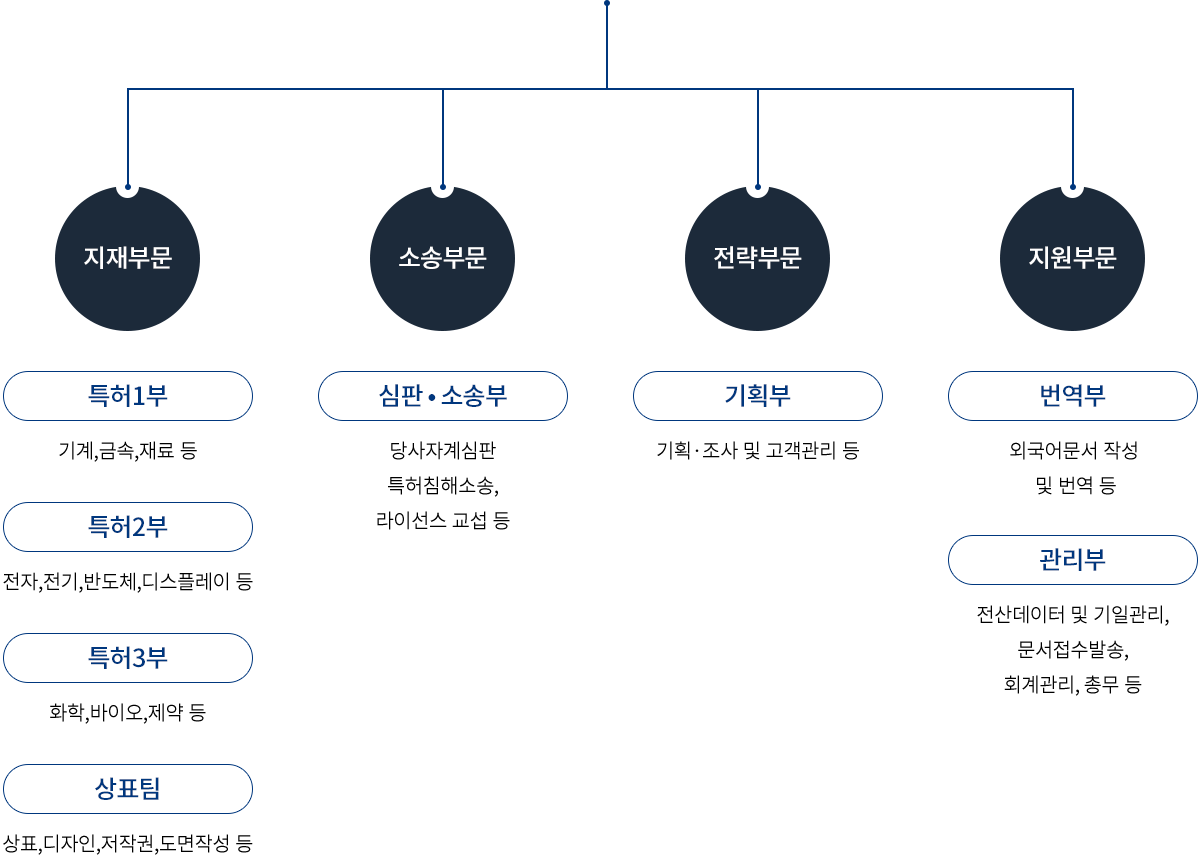 지재부문
특허1부
기계,금속,재료 등
특허2부
전자,전기,반도체,디스플레이 등
특허3부
화학,바이오,제약 등
상표팀
상표,디자인,저작권,도면작성 등
소송부문
심판 • 소송부
당사자계심판
특허침해소송,
라이선스 교섭 등
전략부문
기획부
기획·조사 및 고객관리 등
지원부문
번역부
외국어문서 작성
및 번역 등
관리부
전산데이터 및 기일관리,
문서접수발송,
회계관리, 총무 등